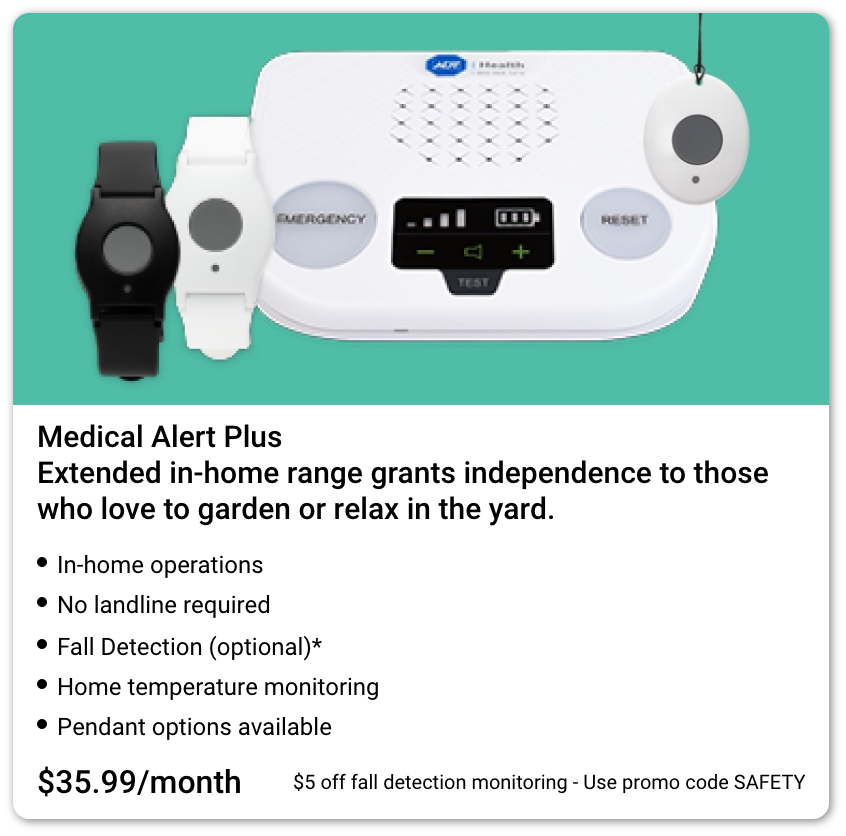 ADT Health
EMERGENCY
RESET
TEST
Medical Alert Plus
Extended in-home range grants independence to those
who love to garden or relax in the yard.
In-home operations
No landline required
Fall Detection (optional)*
Home temperature monitoring
Pendant options available
$35.99/month
$5 off fall detection monitoring - Use promo code SAFETY